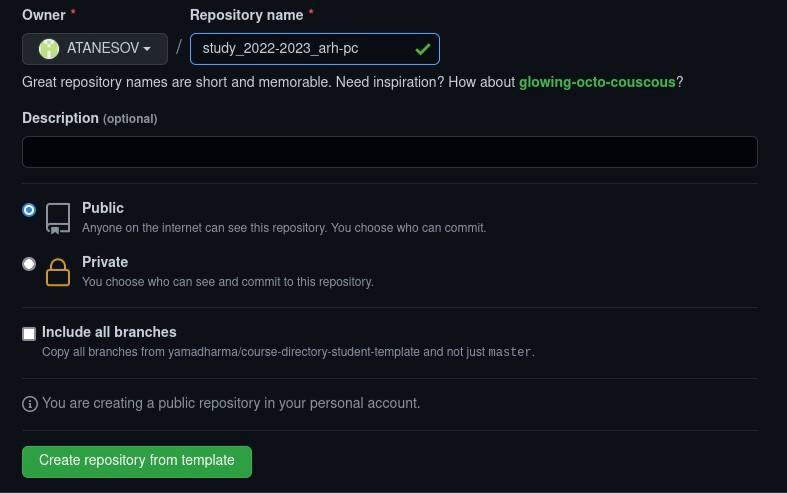 Owner * Repository name *
ATANESOV / study_2022-2023_arh-pc
Great repository names are short and memorable. Need inspiration? How about glowing-octo-couscous?
Description (optional)
Public
Anyone on the internet can see this repository. You choose who can commit.
Private
You choose who can see and commit to this repository.
Include all branches
Copy all branches from yamadharma/course-directory-student-template and not just master.
You are creating a public repository in your personal account.
Create repository from template